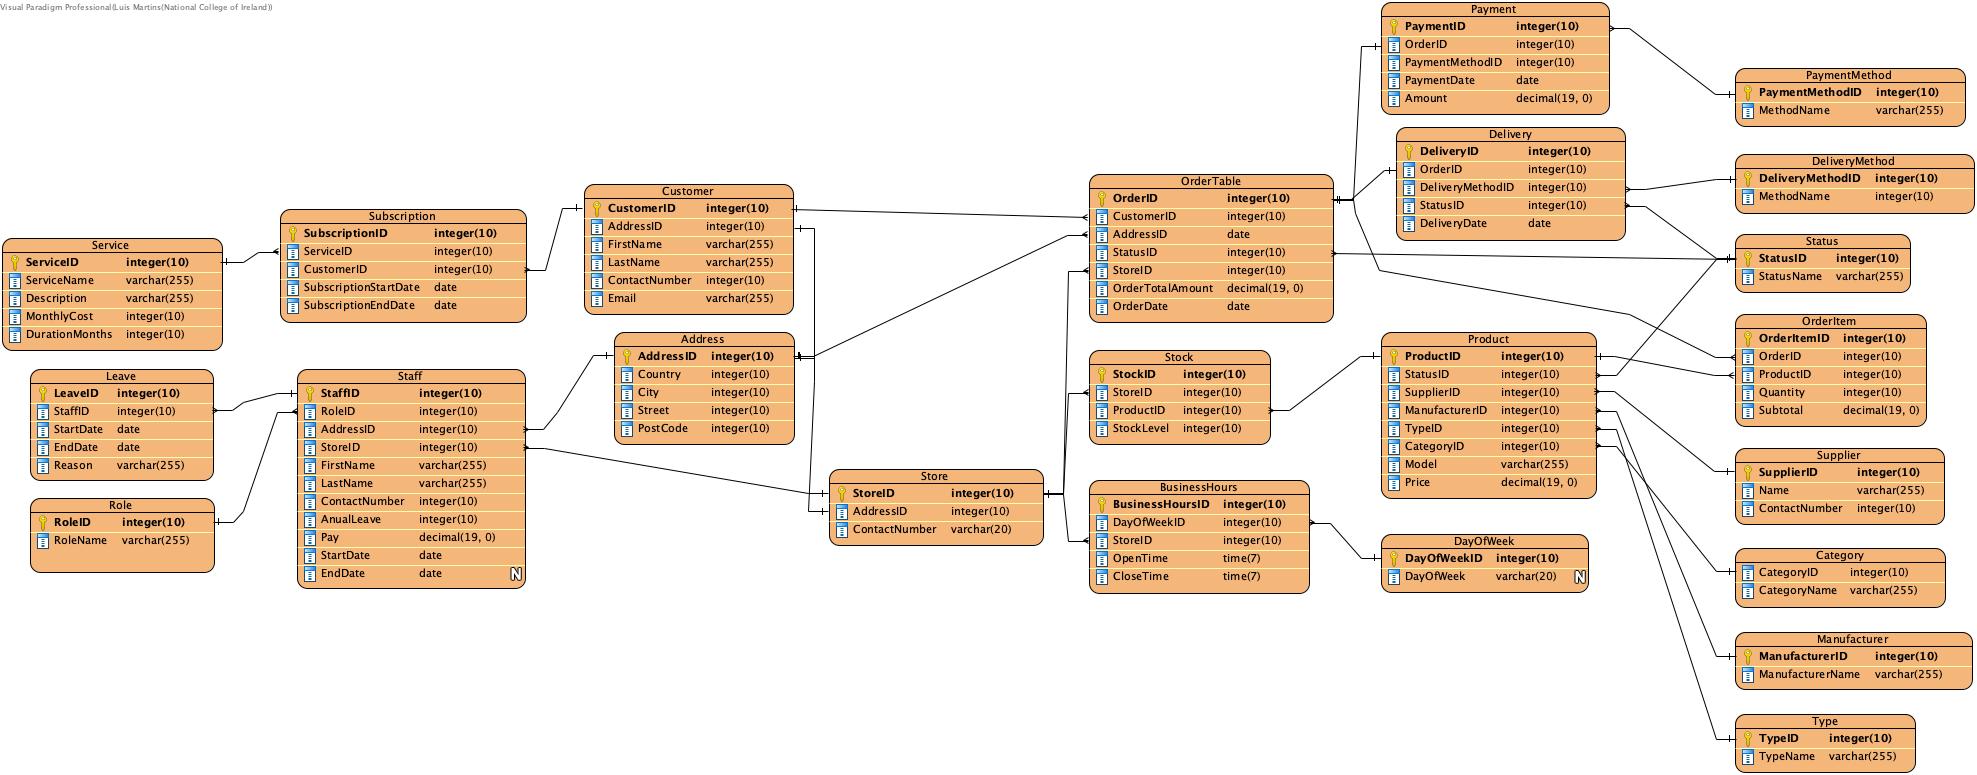 Visual Paradigm Professional(Luis Martins(National College of Ireland))
Service
ServiceID integer(10)
ServiceName varchar(255)
Description varchar(255)
MonthlyCost integer(10)
DurationMonths integer(10)
Leave
LeaveID integer(10)
StaffID integer(10)
StartDate date
EndDate date
Reason varchar(255)
Role
RoleID integer(10)
RoleName varchar(255)
Subscription
SubscriptionID integer(10)
ServiceID integer(10)
CustomerID integer(10)
SubscriptionStartDate date
SubscriptionEndDate date
Staff
StaffID integer(10)
RoleID integer(10)
AddressID integer(10)
StoreID integer(10)
FirstName varchar(255)
LastName varchar(255)
ContactNumber integer(10)
AnualLeave integer(10)
Pay decimal(19, 0)
StartDate date
EndDate date N
Customer
CustomerID integer(10)
AddressID integer(10)
FirstName varchar(255)
LastName varchar(255)
ContactNumber integer(10)
Email varchar(255)
Address
AddressID integer(10)
Country integer(10)
City integer(10)
Street integer(10)
PostCode integer(10)
Store
StoreID integer(10)
AddressID integer(10)
ContactNumber varchar(20)
OrderTable
OrderID integer(10)
CustomerID integer(10)
AddressID date
StatusID integer(10)
StoreID integer(10)
OrderTotalAmount decimal(19, 0)
OrderDate date
Stock
StockID integer(10)
StoreID integer(10)
ProductID integer(10)
StockLevel integer(10)
BusinessHours
BusinessHoursID integer(10)
DayOfWeekID integer(10)
StoreID integer(10)
OpenTime time(7)
CloseTime time(7)
Payment
PaymentID integer(10)
OrderID integer(10)
PaymentMethodID integer(10)
PaymentDate date
Amount decimal(19, 0)
Delivery
DeliveryID integer(10)
OrderID integer(10)
DeliveryMethodID integer(10)
StatusID integer(10)
DeliveryDate date
Product
ProductID integer(10)
StatusID integer(10)
SupplierID integer(10)
ManufacturerID integer(10)
TypeID integer(10)
CategoryID integer(10)
Model varchar(255)
Price decimal(19, 0)
DayOfWeek
DayOfWeekID integer(10)
DayOfWeek varchar(20) N
PaymentMethod
PaymentMethodID integer(10)
MethodName varchar(255)
DeliveryMethod
DeliveryMethodID integer(10)
MethodName integer(10)
Status
StatusID integer(10)
StatusName varchar(255)
OrderItem
OrderItemID integer(10)
OrderID integer(10)
ProductID integer(10)
Quantity integer(10)
Subtotal decimal(19, 0)
Supplier
SupplierID integer(10)
Name varchar(255)
ContactNumber integer(10)
Category
CategoryID integer(10)
CategoryName varchar(255)
Manufacturer
ManufacturerID integer(10)
ManufacturerName varchar(255)
Type
TypeID integer(10)
TypeName varchar(255)